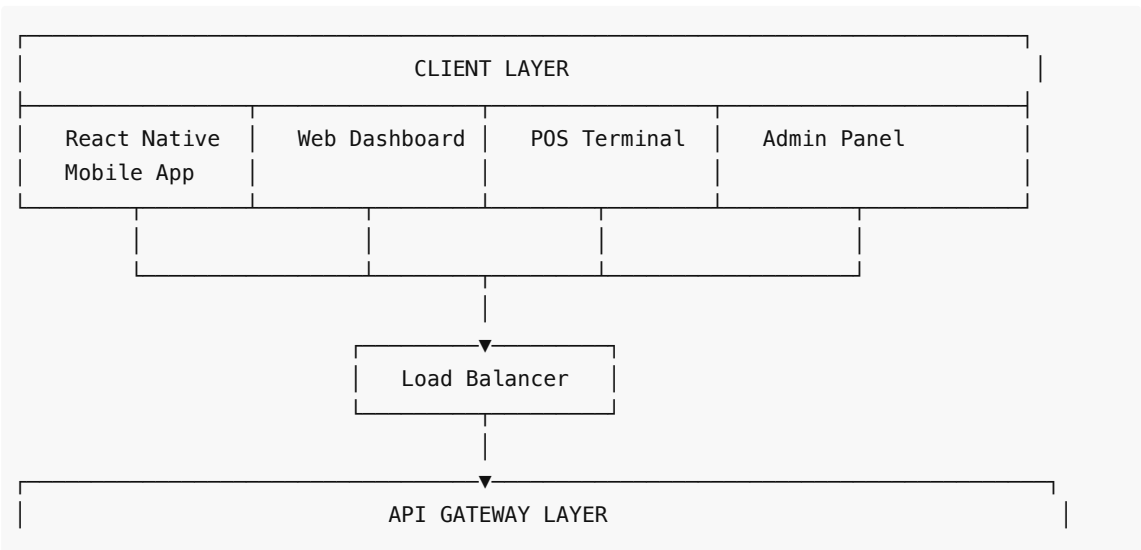 CLIENT LAYER
React Native Web Dashboard POS Terminal Admin Panel
Mobile App
Load Balancer
API GATEWAY LAYER